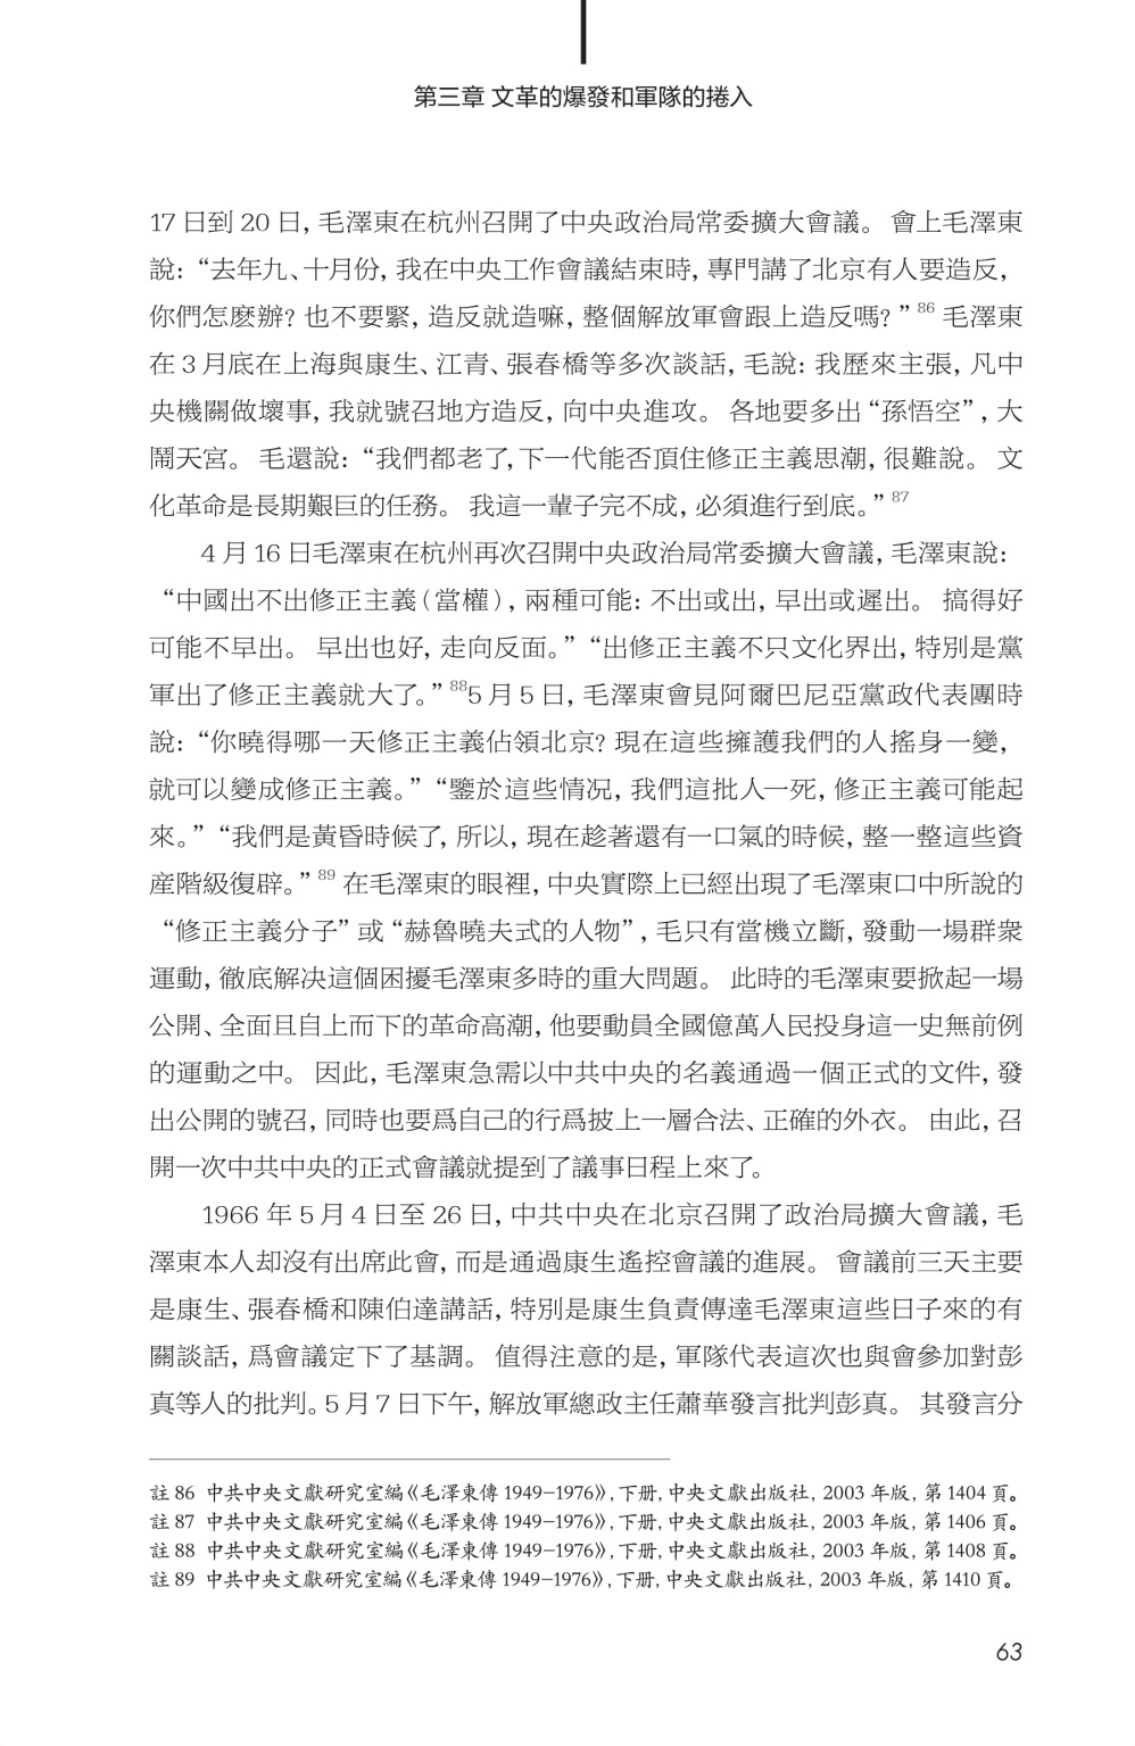 第三章 文革的爆發和軍隊的捲入
17 日到 20 日, 毛澤東在杭州召開了中央政治局常委擴大會議。 會上毛澤東
說: “去年九、十月份, 我在中央工作會議結束時, 專門講了北京有人要造反,
你們怎麽辦? 也不要緊, 造反就造嘛, 整個解放軍會跟上造反嗎? ” 86 毛澤東
在 3 月底在上海與康生、江青、張春橋等多次談話, 毛說: 我歷來主張, 凡中
央機關做壞事, 我就號召地方造反, 向中央進攻。 各地要多出 “孫悟空”, 大
鬧天宮。 毛還說: “我們都老了, 下一代能否頂住修正主義思潮, 很難說。 文
化革命是長期艱巨的任務。 我這一輩子完不成, 必須進行到底。” 87
4 月 16 日毛澤東在杭州再次召開中央政治局常委擴大會議, 毛澤東說:
“中國出不出修正主義 (當權), 兩種可能: 不出或出, 早出或遲出。 搞得好
可能不早出。 早出也好, 走向反面。” “出修正主義不只文化界出, 特別是黨
軍出了修正主義就大了。” 885 月 5 日, 毛澤東會見阿爾巴尼亞黨政代表團時
說: “你曉得哪一天修正主義佔領北京? 現在這些擁護我們的人搖身一變,
就可以變成修正主義。” “鑒於這些情況, 我們這批人一死, 修正主義可能起
來。” “我們是黃昏時候了, 所以, 現在趁著還有一口氣的時候, 整一整這些資
産階級復辟。” 89 在毛澤東的眼裡, 中央實際上已經出現了毛澤東口中所說的
“修正主義分子” 或 “赫魯曉夫式的人物”, 毛只有當機立斷, 發動一場群衆
運動, 徹底解决這個困擾毛澤東多時的重大問題。 此時的毛澤東要掀起一場
公開、全面且自上而下的革命高潮, 他要動員全國億萬人民投身這一史無前例
的運動之中。 因此, 毛澤東急需以中共中央的名義通過一個正式的文件, 發
出公開的號召, 同時也要爲自己的行爲披上一層合法、正確的外衣。 由此, 召
開一次中共中央的正式會議就提到了議事日程上來了。
1966 年 5 月 4 日至 26 日, 中共中央在北京召開了政治局擴大會議, 毛
澤東本人却沒有出席此會, 而是通過康生遙控會議的進展。 會議前三天主要
是康生、張春橋和陳伯達講話, 特別是康生負責傳達毛澤東這些日子來的有
關談話, 爲會議定下了基調。 值得注意的是, 軍隊代表這次也與會參加對彭
真等人的批判。5 月 7 日下午, 解放軍總政主任蕭華發言批判彭真。 其發言分
註 86 中共中央文獻研究室編《毛澤東傳 1949–1976》, 下册, 中央文獻出版社, 2003 年版, 第 1404 頁。
註 87 中共中央文獻研究室編《毛澤東傳 1949–1976》, 下册, 中央文獻出版社, 2003 年版, 第 1406 頁。
註 88 中共中央文獻研究室編《毛澤東傳 1949–1976》, 下册, 中央文獻出版社, 2003 年版, 第 1408 頁。
註 89 中共中央文獻研究室編《毛澤東傳 1949–1976》, 下册, 中央文獻出版社, 2003 年版, 第 1410 頁。
63